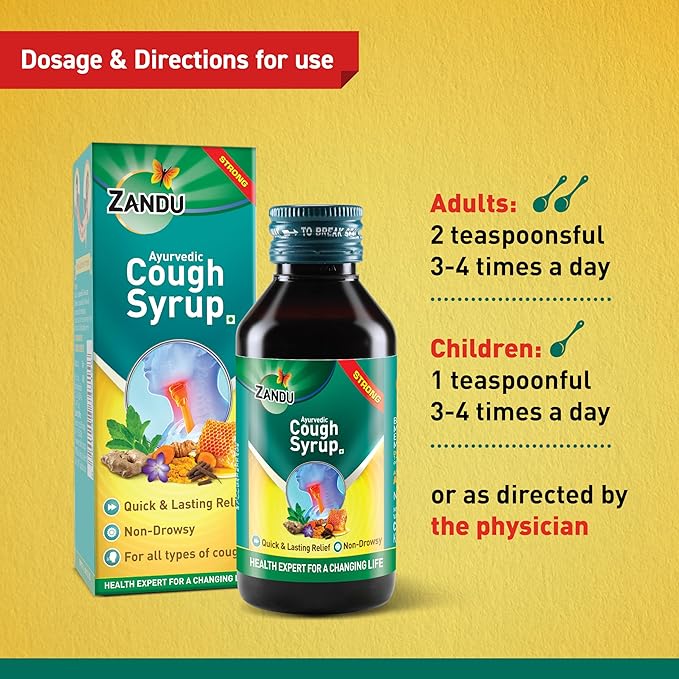 Dosage & Directions for use
STRONG
ZANDU
Ayurvedic
Cough
Syrup
Quick & Lasting Relief
Non-Drowsy
For all types of cough
HEALTH EXPERT FOR A CHANGING
TO BREAK SEAL
ZANDU
STRONG
Ayurvedic
Cough
Syrup
Quick & Lasting Relief Non-Drowsy
HEALTH EXPERT FOR A CHANGING LIFE
Adults:
2 teaspoonsful
3-4 times a day
Children:
1 teaspoonful
3-4 times a day
or as directed by
the physician